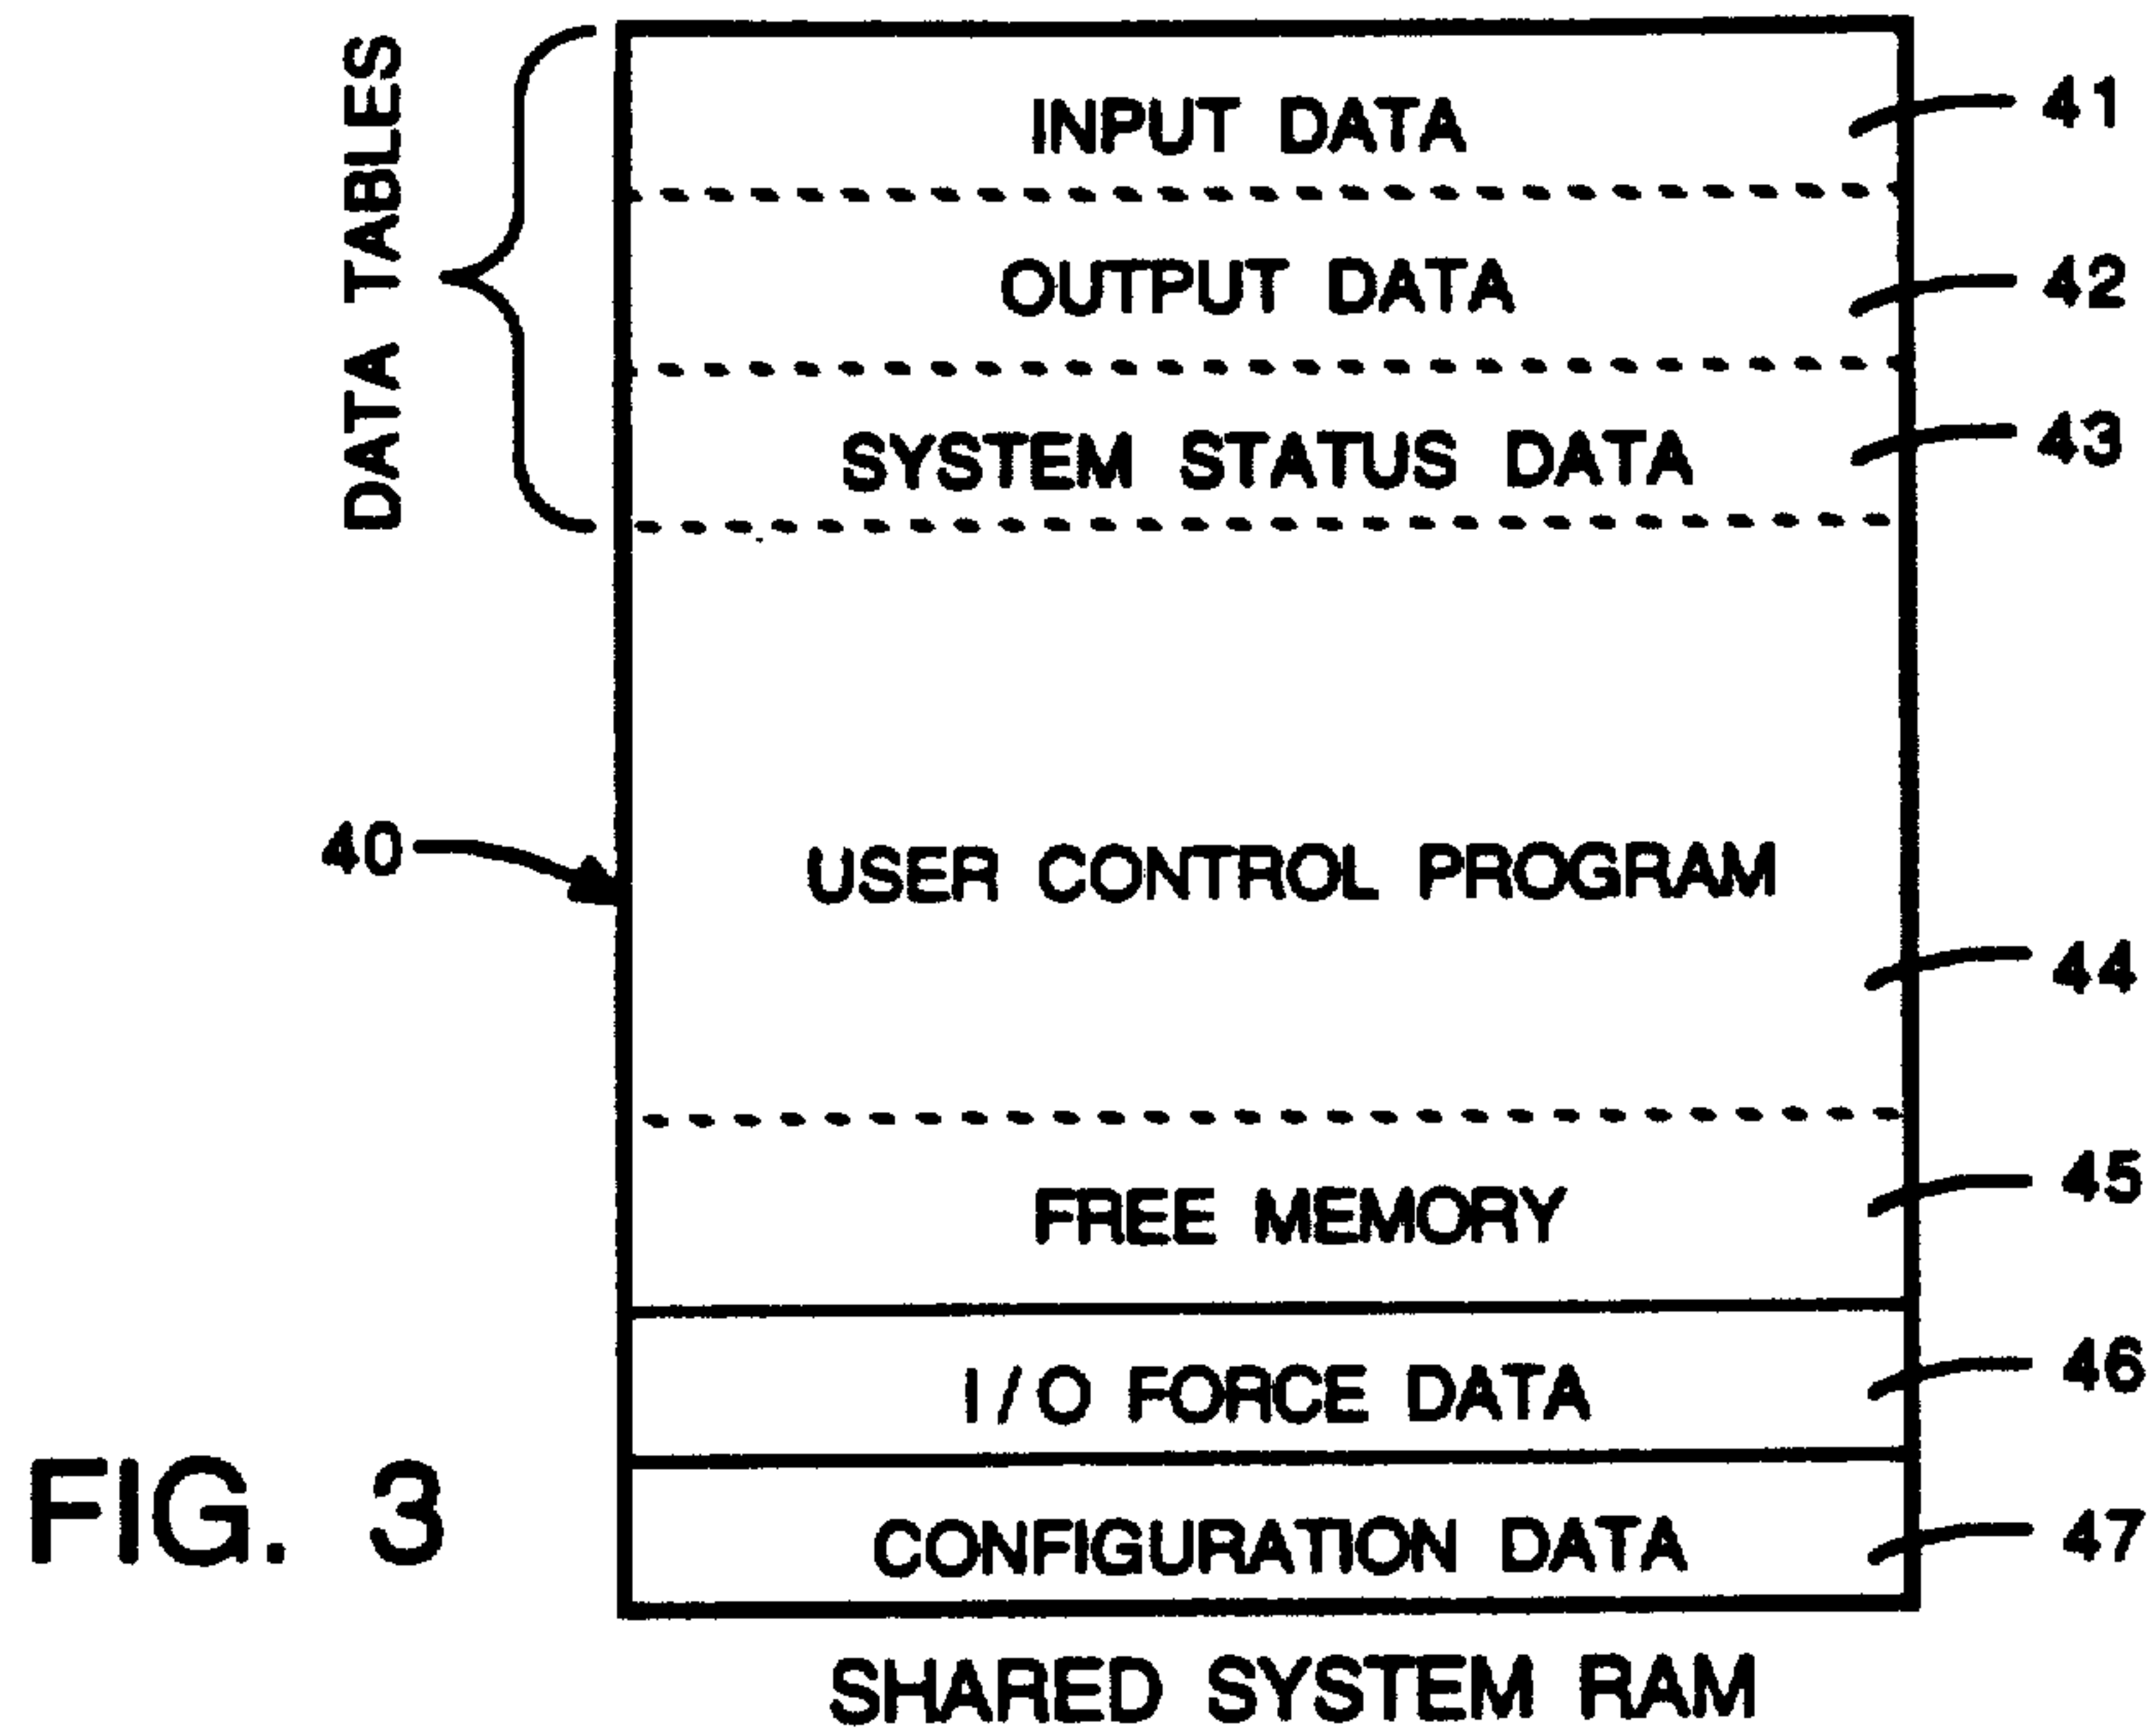 DATA TABLES
INPUT DATA 41
OUTPUT DATA 42
SYSTEM STATUS DATA 43
40 USER CONTROL PROGRAM
44
FREE MEMORY 45
I/O FORCE DATA 46
CONFIGURATION DATA 47
FIG. 3
SHARED SYSTEM RAM